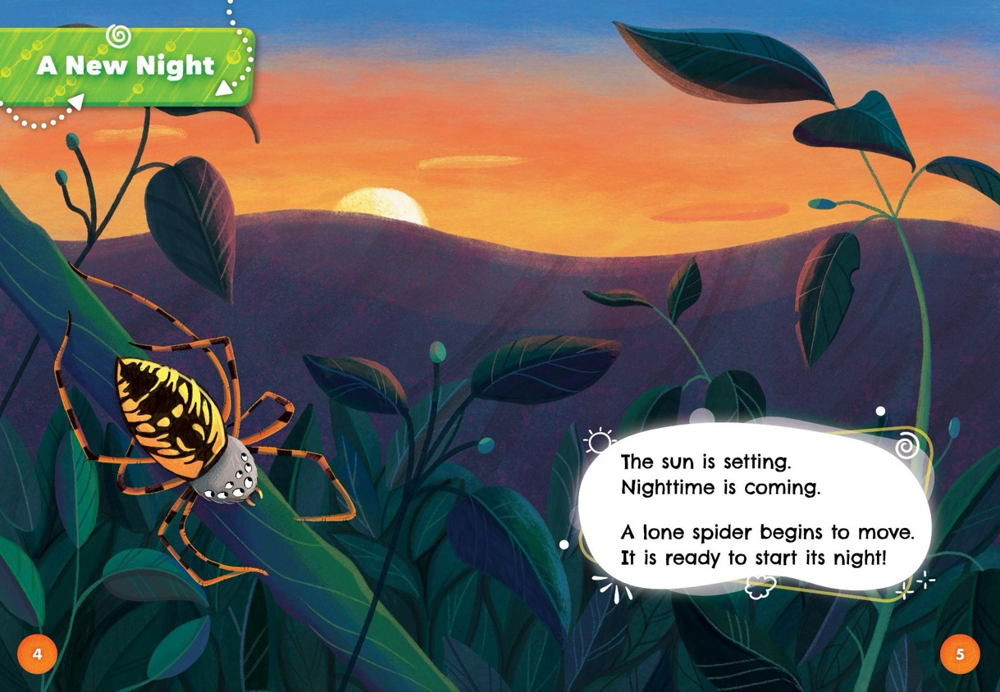 A New Night
The sun is setting.
Nighttime is coming.
A lone spider begins to move.
It is ready to start its night!
4
5